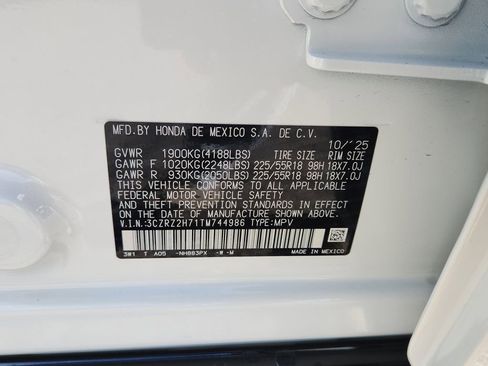 MFD.BY HONDA DE MEXICO S.A. DE C.V. 10/'25
GVWR 1900KG(4188LBS) TIRE SIZE RIM SIZE
GAWR F 1020KG(2248LBS) 225/55R18 98H 18X7.0J
GAWR R 930KG(2050LBS) 225/55R18 98H 18X7.0J
THIS VEHICLE CONFORMS TO ALL APPLICABLE
FEDERAL MOTOR VEHICLE SAFETY
AND THEFT PREVENTION STANDARDS IN EFFECT
ON THE DATE OF MANUFACTURE SHOWN ABOVE.
V.I.N.:3CZRZ2H71TM744986 TYPE:MPV
3W1 T A05 -NH883PX -W -M MADE IN MEXICO